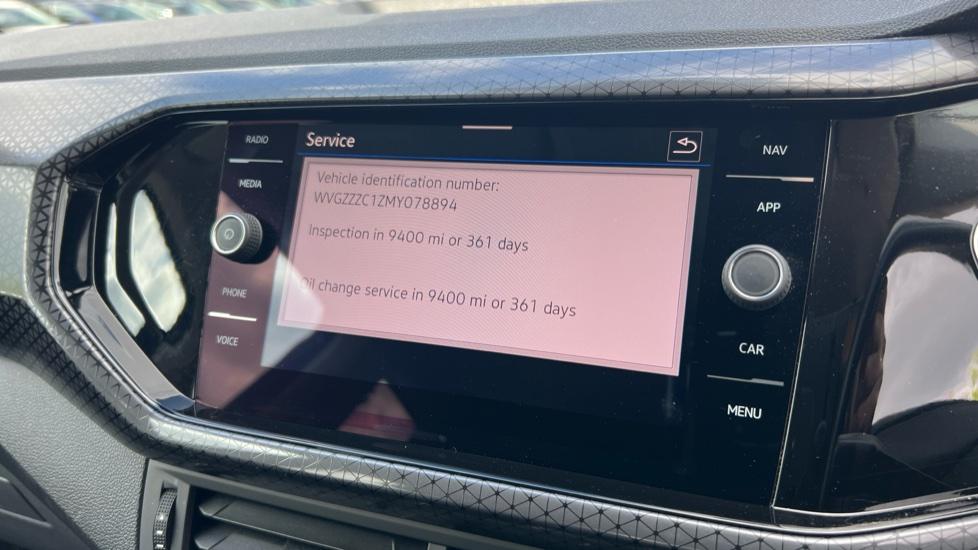 RADIO
MEDIA
PHONE
VOICE
Service
Vehicle identification number:
WVGZZZC1ZMY078894
Inspection in 9400 mi or 361 days
Oil change service in 9400 mi or 361 days
NAV
APP
CAR
MENU